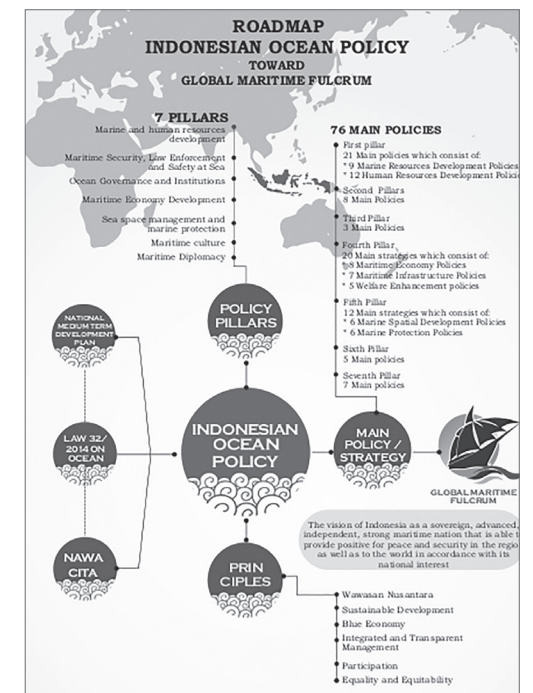 ROADMAP
INDONESIAN OCEAN POLICY
TOWARD
GLOBAL MARITIME FULCRUM
7 PILLARS
Marine and human resources
development
Maritime Security, Law Enforcement
and Safety at Sea
Ocean Governance and Institutions
Maritime Economy Development
Sea space management and
marine protection
Maritime culture
Maritime Diplomacy
76 MAIN POLICIES
First pillar
21 Main policies which consist of:
* 9 Marine Resources Development Policies
* 12 Human Resources Development Policie
Second Pillars
8 Main Policies
Third Pillar
3 Main Policies
Fourth Pillar
20 Main strategies which consist of:
* 8 Maritime Economy Policies
* 7 Maritime Infrastructure Policies
* 5 Welfare Enhancement policies
Fifth Pillar
12 Main strategies which consist of:
* 6 Marine Spatial Development Policies
* 6 Marine Protection Policies
Sixth Pillar
5 Main policies
Seventh Pillar
7 Main policies
POLICY
PILLARS
NATIONAL
MEDIUM TERM
DEVELOPMENT
PLAN
LAW 32/
2014 ON
OCEAN
NAWA
CITA
INDONESIAN
OCEAN
POLICY
MAIN
POLICY /
STRATEGY
GLOBAL MARITIME
FULCRUM
The vision of Indonesia as a sovereign, advanced,
independent, strong maritime nation that is able t
provide positive for peace and security in the regio
as well as to the world in accordance with its
national interest
PRIN
CIPLES
Wawasan Nusantara
Sustainable Development
Blue Economy
Integrated and Transparent
Management
Participation
Equality and Equitability